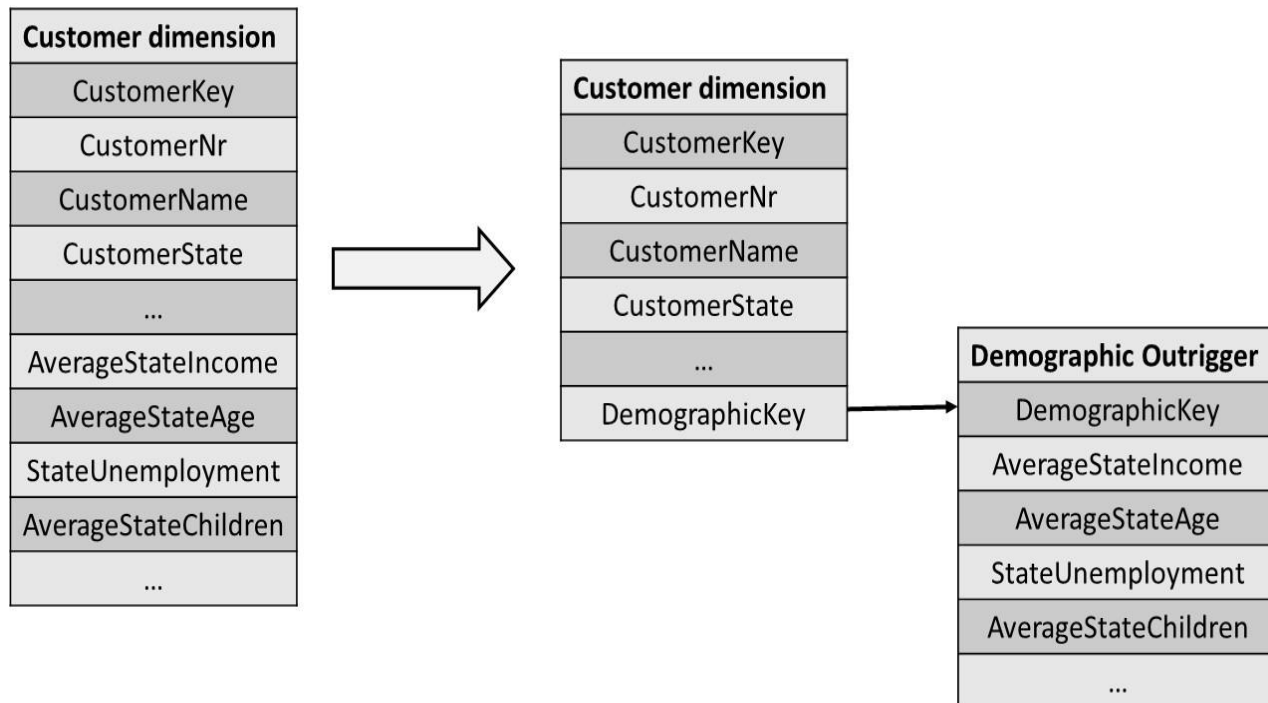 Customer dimension
CustomerKey
CustomerNr
CustomerName
CustomerState
...
AverageStateIncome
AverageStateAge
StateUnemployment
AverageStateChildren
...
Customer dimension
CustomerKey
CustomerNr
CustomerName
CustomerState
...
DemographicKey
Demographic Outrigger
DemographicKey
AverageStateIncome
AverageStateAge
StateUnemployment
AverageStateChildren
...